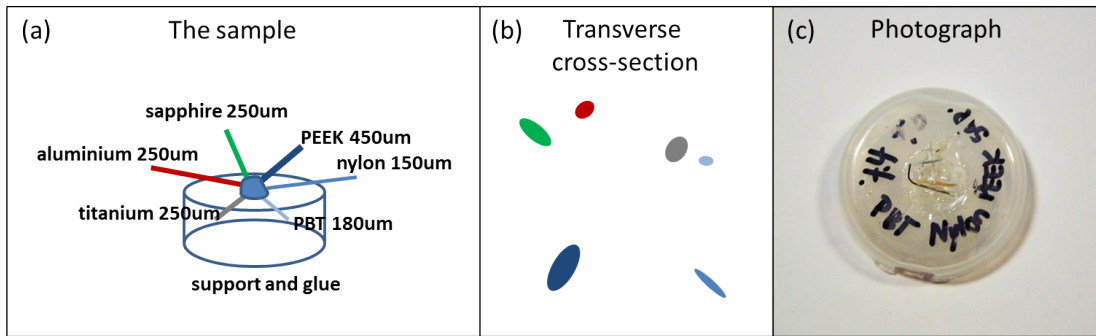 (a)
The sample
sapphire 250um
PEEK 450um
aluminium 250um
nylon 150um
titanium 250um
PBT 180um
support and glue
(b)
Transverse
cross-section
(c)
Photograph
PBT Nylon PEEK SAP.